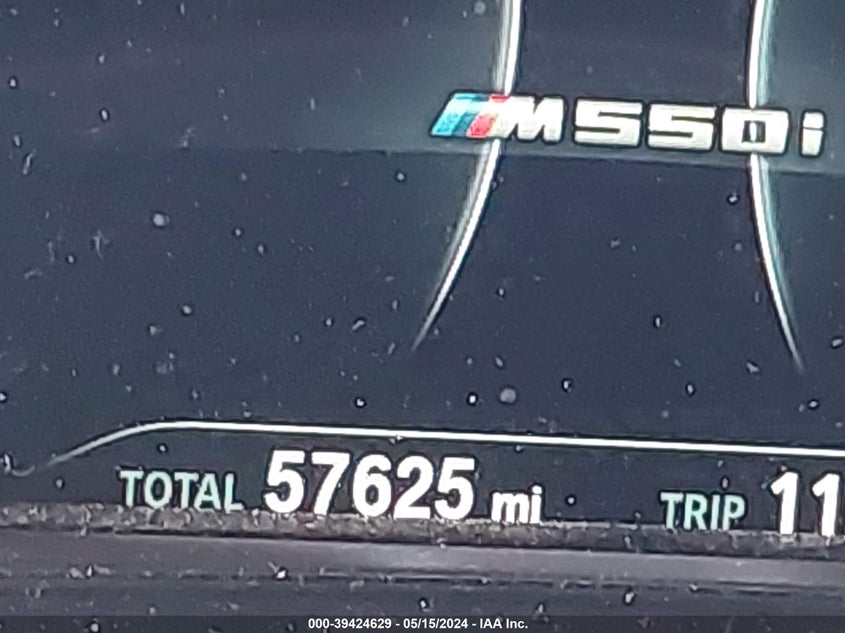 M550i
TOTAL 57625 mi TRIP 11
000-39424629 - 05/15/2024 - IAA Inc.